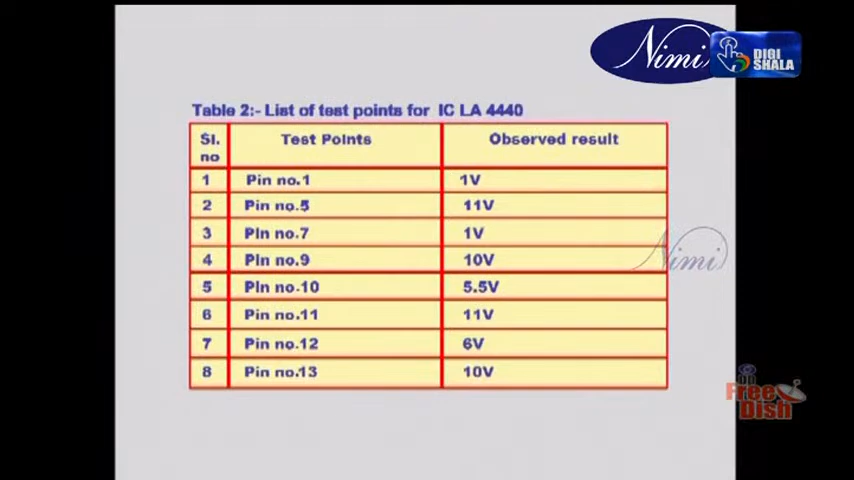 Nimi
DIGI
SHALA
Table 2:- List of test points for IC LA 4440
Sl. no Test Points Observed result
1 Pin no.1 1V
2 Pin no.5 11V
3 Pin no.7 1V
4 Pin no.9 10V
5 Pin no.10 5.5V
6 Pin no.11 11V
7 Pin no.12 6V
8 Pin no.13 10V
Nimi
Free
Dish